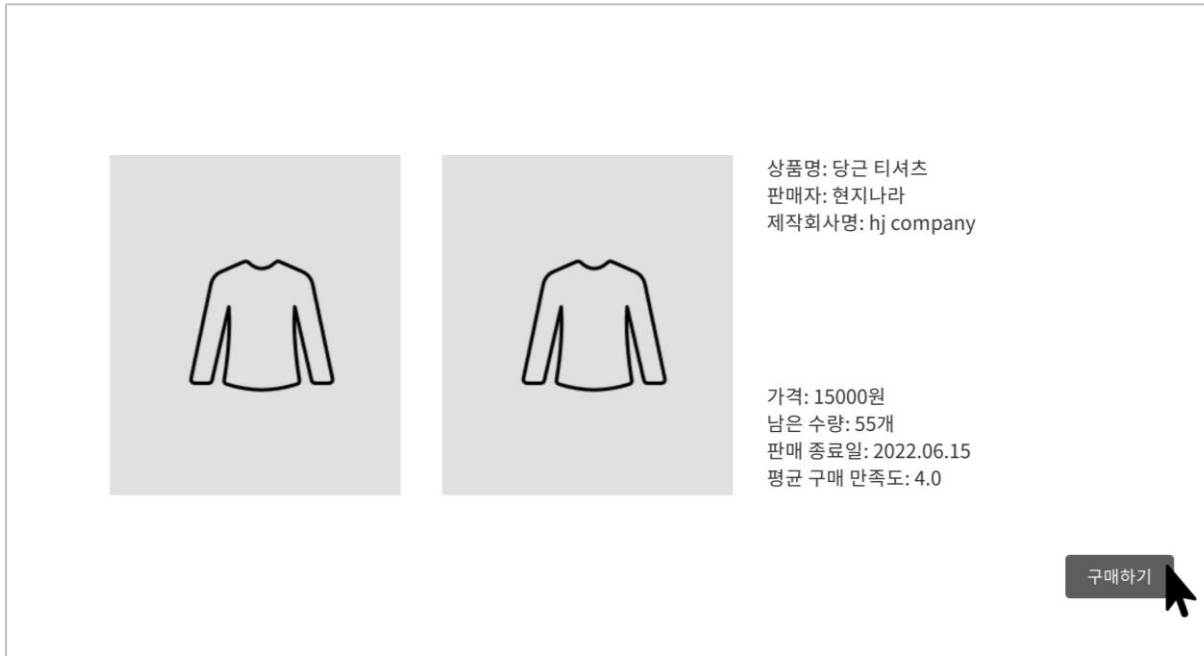 상품명: 당근 티셔츠
판매자: 현지나라
제작회사명: hj company
가격: 15000원
남은 수량: 55개
판매 종료일: 2022.06.15
평균 구매 만족도: 4.0
구매하기